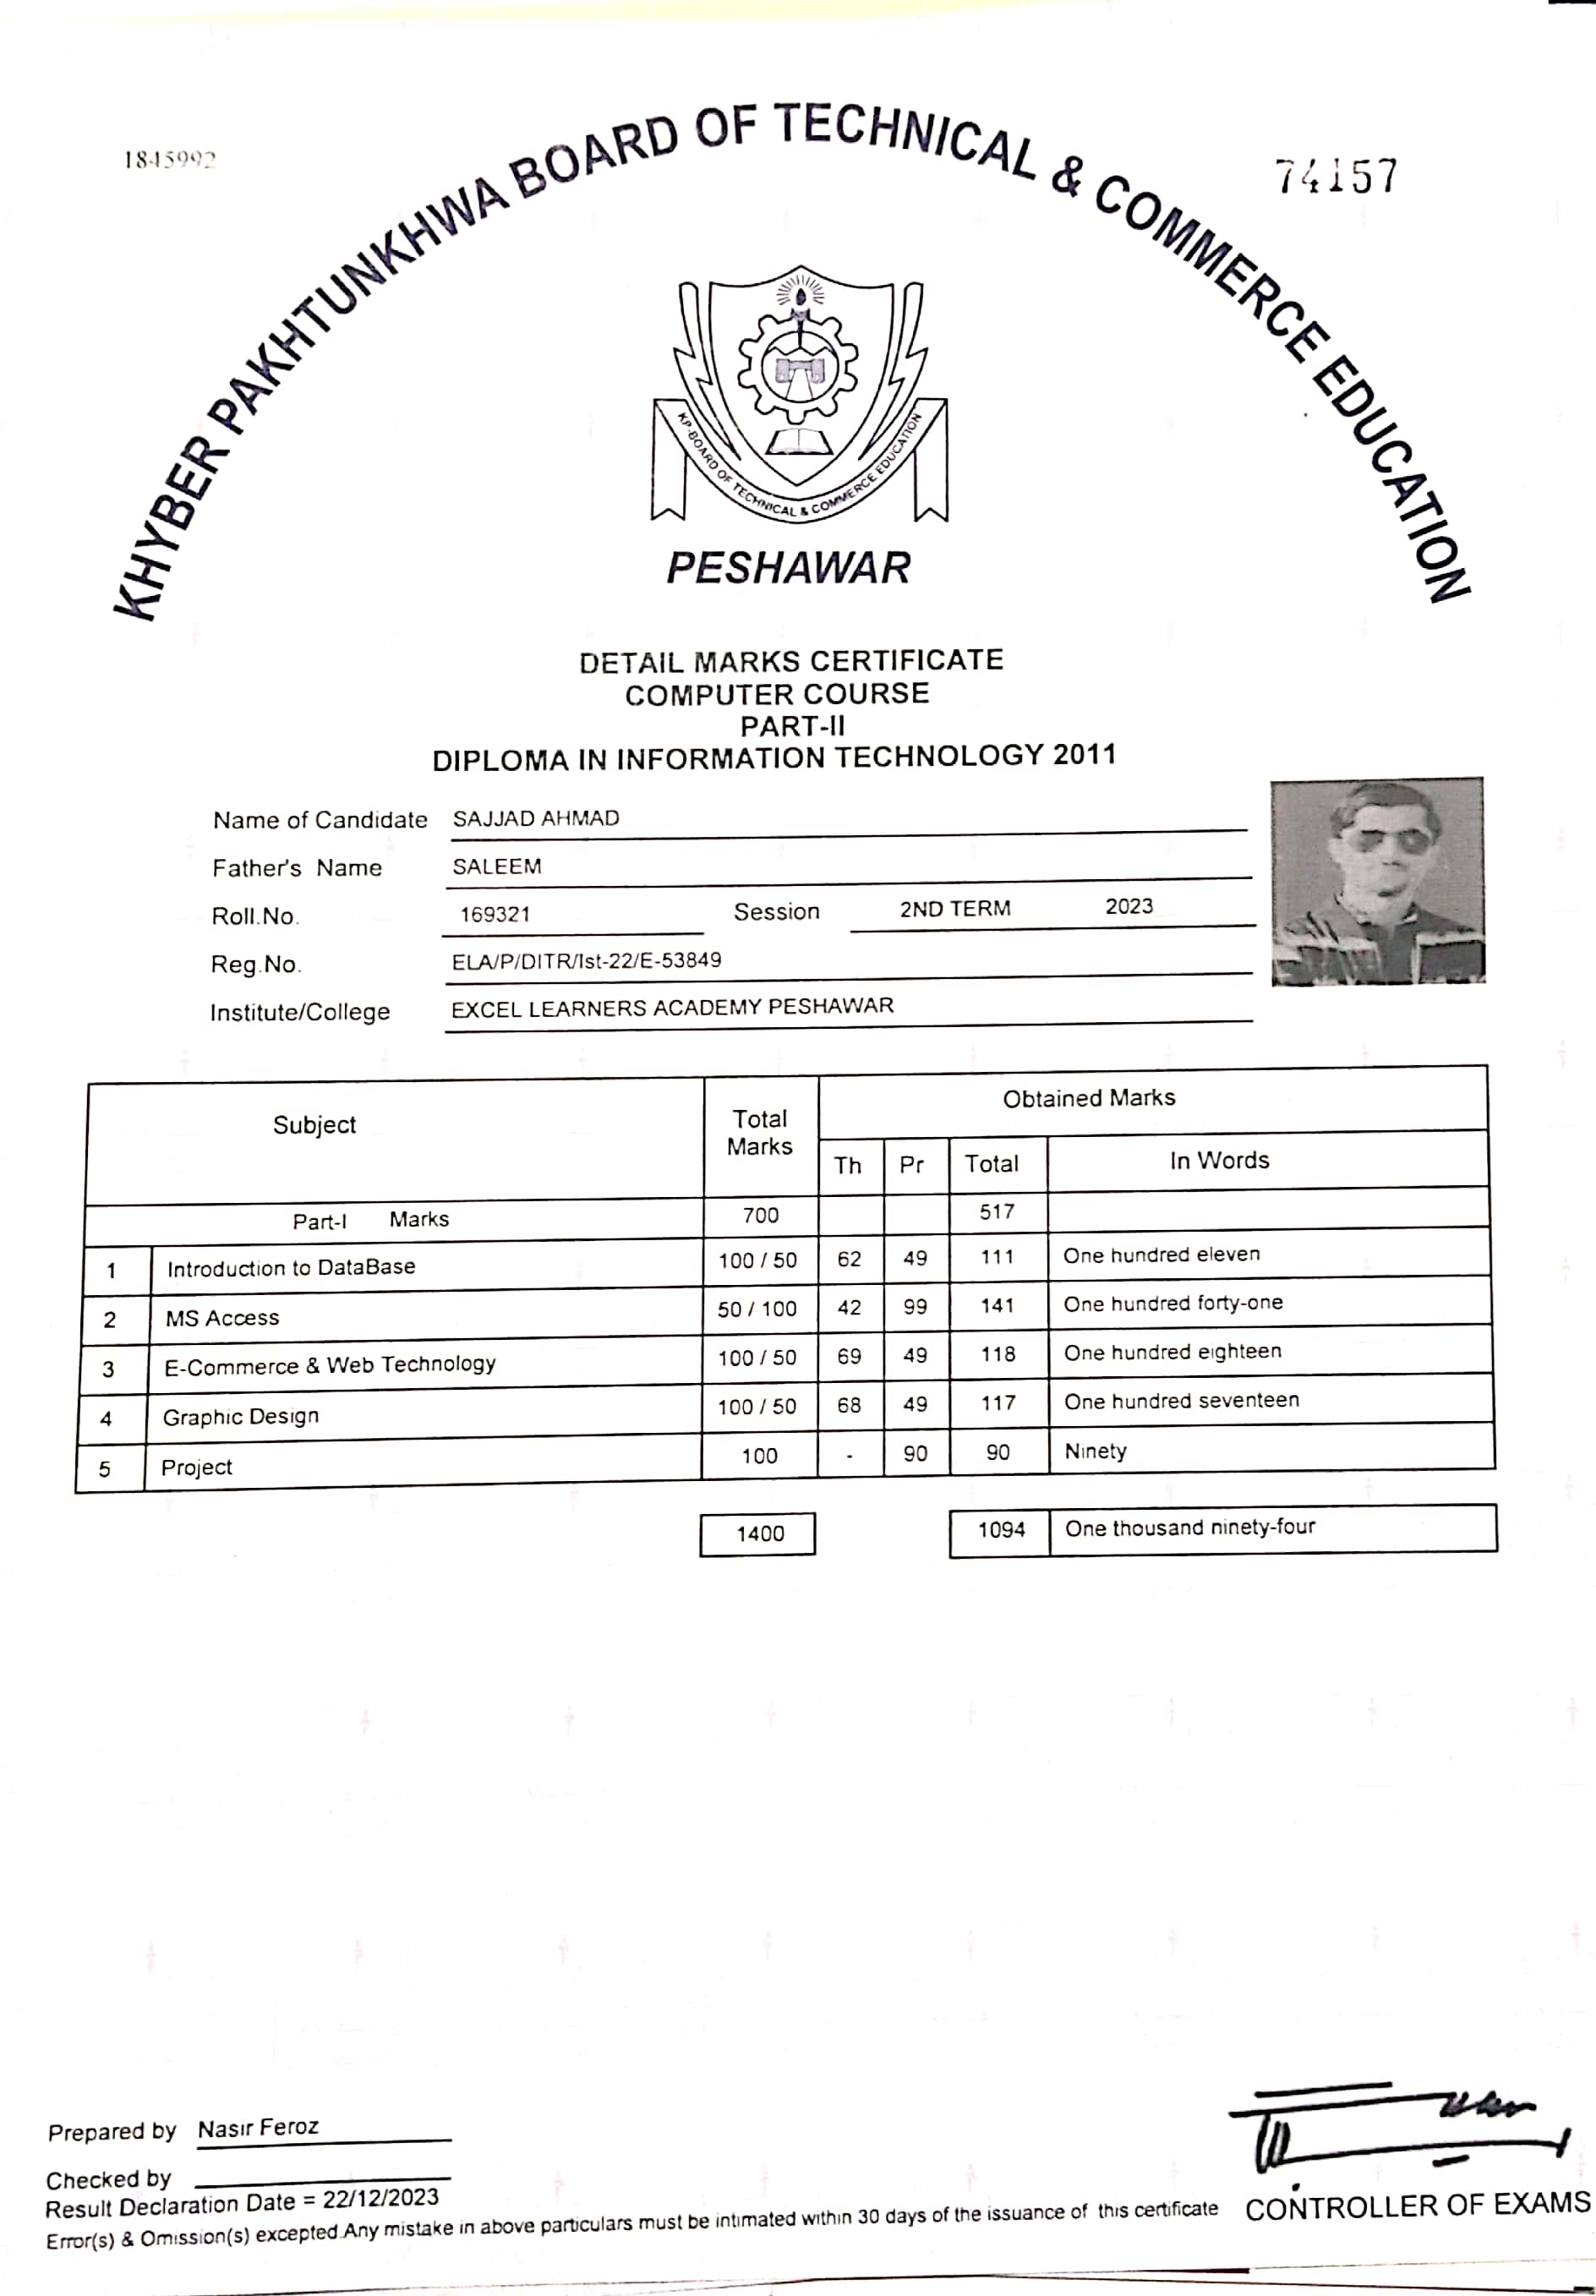 1845992
74157
KHYBER PAKHTUNKHWA BOARD OF TECHNICAL & COMMERCE EDUCATION
KP-BOARD OF TECHNICAL & COMMERCE EDUCATION
PESHAWAR
DETAIL MARKS CERTIFICATE
COMPUTER COURSE
PART-II
DIPLOMA IN INFORMATION TECHNOLOGY 2011
Name of Candidate SAJJAD AHMAD
Father's Name SALEEM
Roll.No. 169321 Session 2ND TERM 2023
Reg.No. ELA/P/DITR/Ist-22/E-53849
Institute/College EXCEL LEARNERS ACADEMY PESHAWAR
Subject Total Marks Obtained Marks
Th Pr Total In Words
Part-I Marks 700 517
1 Introduction to DataBase 100 / 50 62 49 111 One hundred eleven
2 MS Access 50 / 100 42 99 141 One hundred forty-one
3 E-Commerce & Web Technology 100 / 50 69 49 118 One hundred eighteen
4 Graphic Design 100 / 50 68 49 117 One hundred seventeen
5 Project 100 - 90 90 Ninety
1400 1094 One thousand ninety-four
Prepared by Nasir Feroz
Checked by
Result Declaration Date = 22/12/2023
Error(s) & Omission(s) excepted.Any mistake in above particulars must be intimated within 30 days of the issuance of this certificate
CONTROLLER OF EXAMS